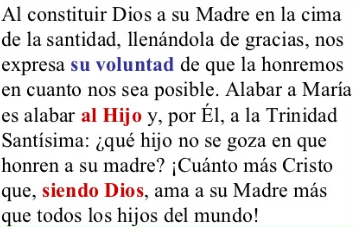 Al constituir Dios a su Madre en la cima
de la santidad, llenándola de gracias, nos
expresa su voluntad de que la honremos
en cuanto nos sea posible. Alabar a María
es alabar al Hijo y, por Él, a la Trinidad
Santísima: ¿qué hijo no se goza en que
honren a su madre? ¡Cuánto más Cristo
que, siendo Dios, ama a su Madre más
que todos los hijos del mundo!